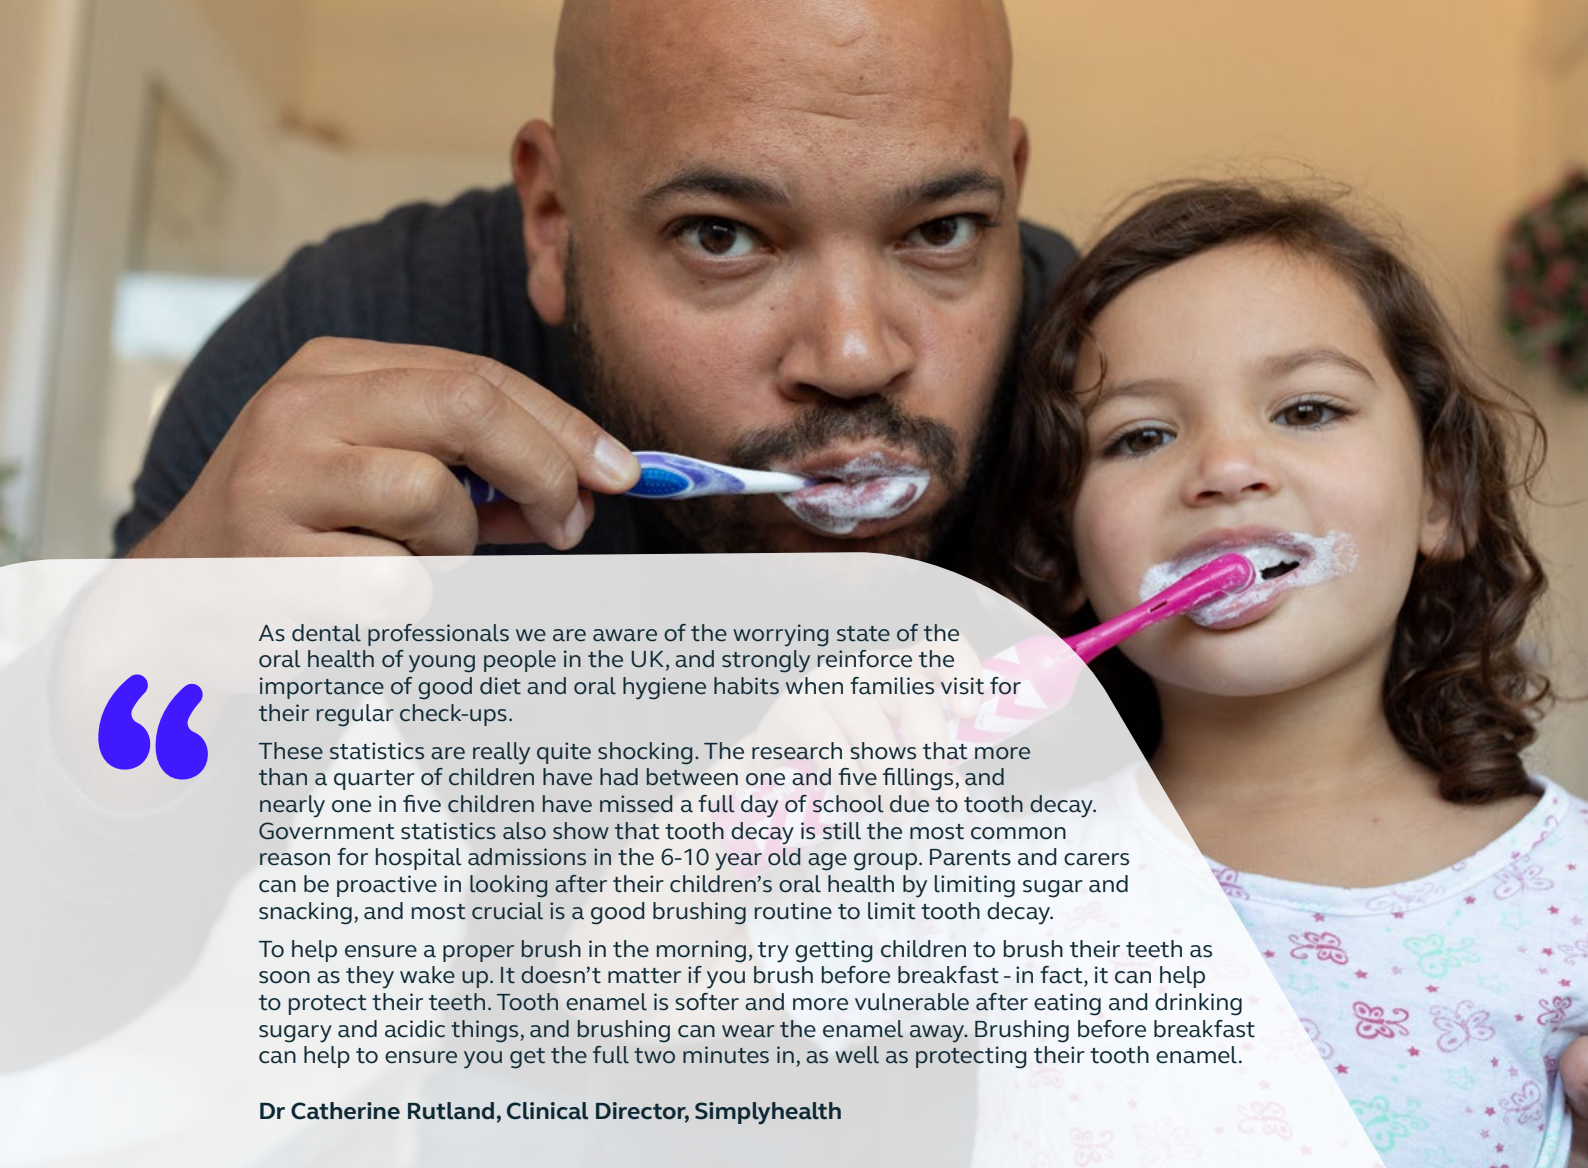 “
As dental professionals we are aware of the worrying state of the
oral health of young people in the UK, and strongly reinforce the
importance of good diet and oral hygiene habits when families visit for
their regular check-ups.
These statistics are really quite shocking. The research shows that more
than a quarter of children have had between one and five fillings, and
nearly one in five children have missed a full day of school due to tooth decay.
Government statistics also show that tooth decay is still the most common
reason for hospital admissions in the 6-10 year old age group. Parents and carers
can be proactive in looking after their children’s oral health by limiting sugar and
snacking, and most crucial is a good brushing routine to limit tooth decay.
To help ensure a proper brush in the morning, try getting children to brush their teeth as
soon as they wake up. It doesn’t matter if you brush before breakfast - in fact, it can help
to protect their teeth. Tooth enamel is softer and more vulnerable after eating and drinking
sugary and acidic things, and brushing can wear the enamel away. Brushing before breakfast
can help to ensure you get the full two minutes in, as well as protecting their tooth enamel.
Dr Catherine Rutland, Clinical Director, Simplyhealth